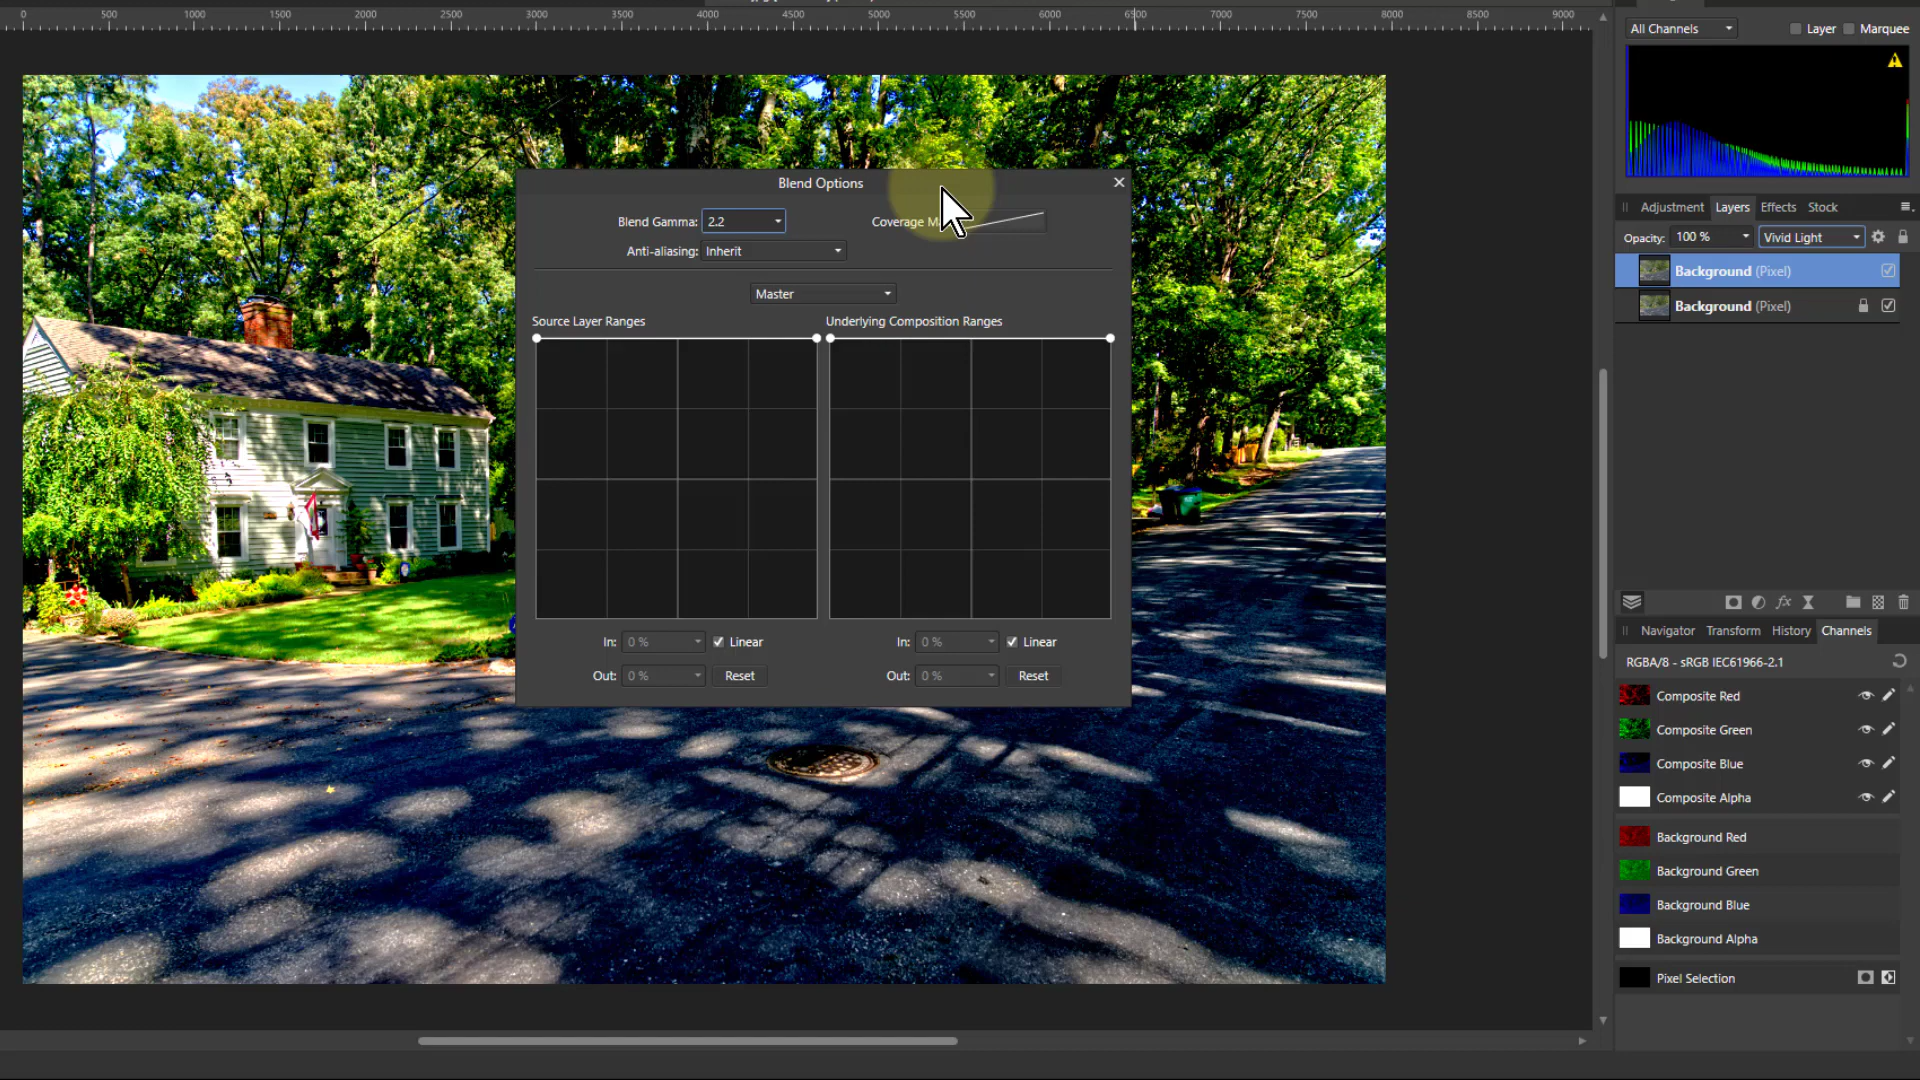 0 500 1000 1500 2000 2500 3000 3500 4000 4500 5000 5500 6000 6500 7000 7500 8000 8500 9000
All Channels Layer Marquee
Blend Options
Blend Gamma: 2.2 Coverage M
Anti-aliasing: Inherit
Master
Source Layer Ranges Underlying Composition Ranges
In: 0 % Linear In: 0 % Linear
Out: 0 % Reset Out: 0 % Reset
Adjustment Layers Effects Stock
Opacity: 100 % Vivid Light
Background (Pixel)
Background (Pixel)
fx
Navigator Transform History Channels
RGBA/8 - sRGB IEC61966-2.1
Composite Red
Composite Green
Composite Blue
Composite Alpha
Background Red
Background Green
Background Blue
Background Alpha
Pixel Selection